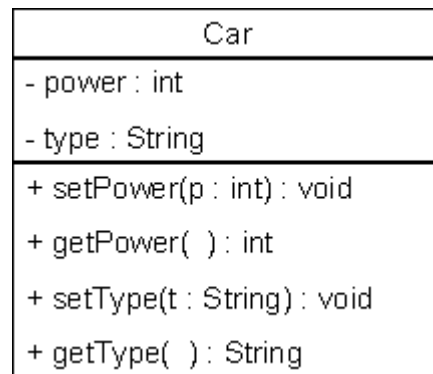 Car
- power : int
- type : String
+ setPower(p : int) : void
+ getPower(  ) : int
+ setType(t : String) : void
+ getType(  ) : String